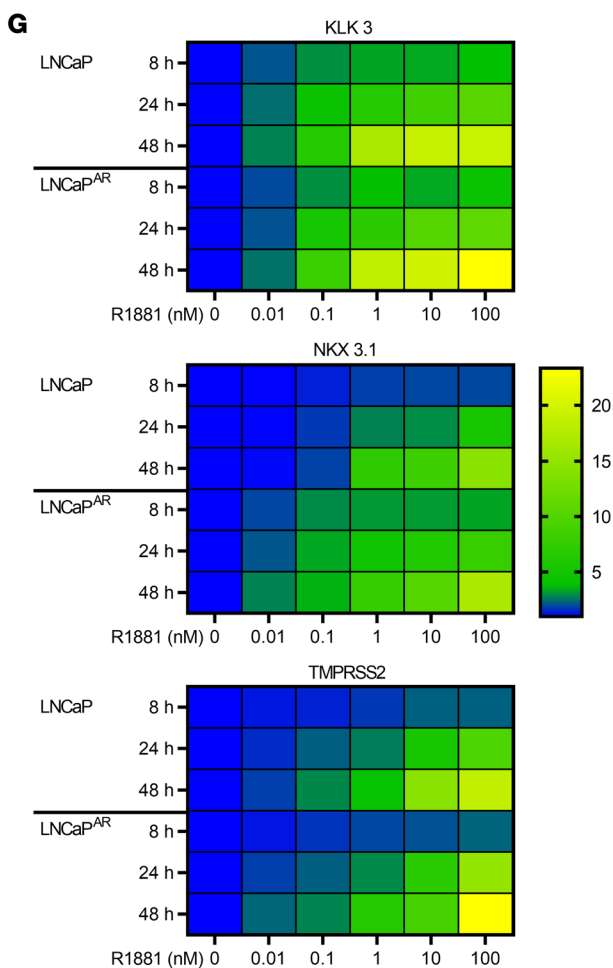 G
KLK 3
LNCaP 8 h
24 h
48 h
LNCaP^AR 8 h
24 h
48 h
R1881 (nM) 0 0.01 0.1 1 10 100
NKX 3.1
LNCaP 8 h
24 h
48 h
LNCaP^AR 8 h
24 h
48 h
R1881 (nM) 0 0.01 0.1 1 10 100
20
15
10
5
TMPRSS2
LNCaP 8 h
24 h
48 h
LNCaP^AR 8 h
24 h
48 h
R1881 (nM) 0 0.01 0.1 1 10 100